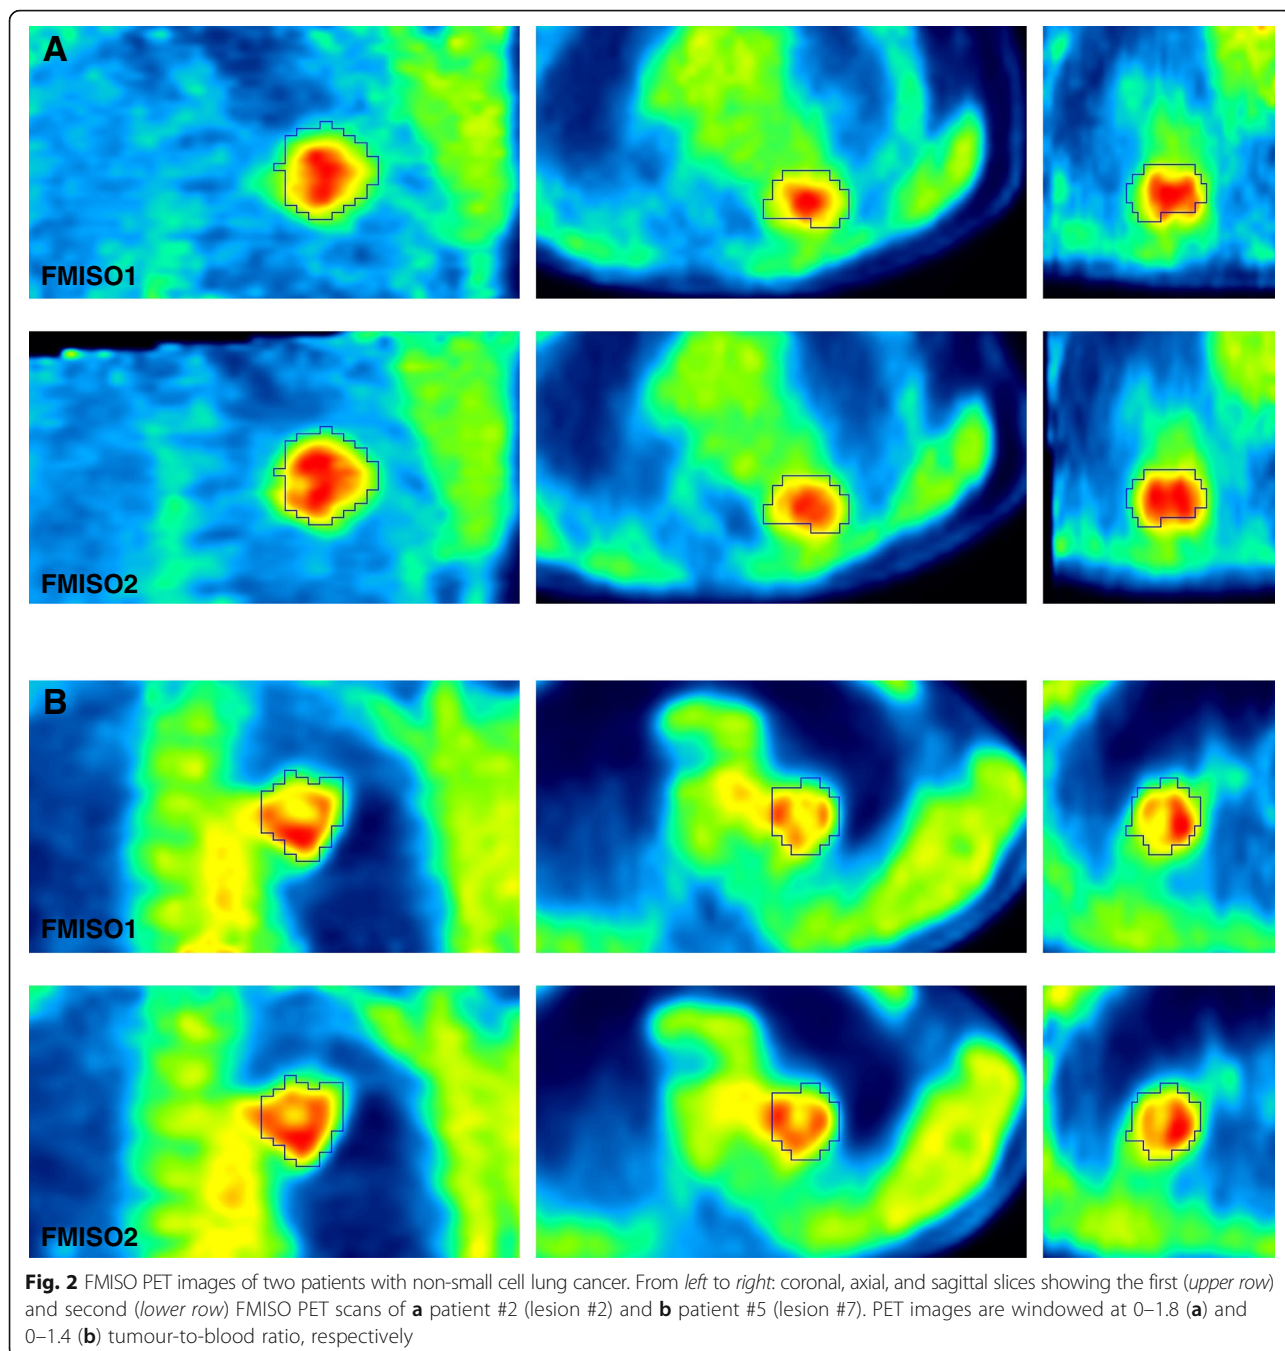 A
FMISO1
FMISO2
B
FMISO1
FMISO2
Fig. 2 FMISO PET images of two patients with non-small cell lung cancer. From left to right: coronal, axial, and sagittal slices showing the first (upper row)
and second (lower row) FMISO PET scans of a patient #2 (lesion #2) and b patient #5 (lesion #7). PET images are windowed at 0–1.8 (a) and
0–1.4 (b) tumour-to-blood ratio, respectively